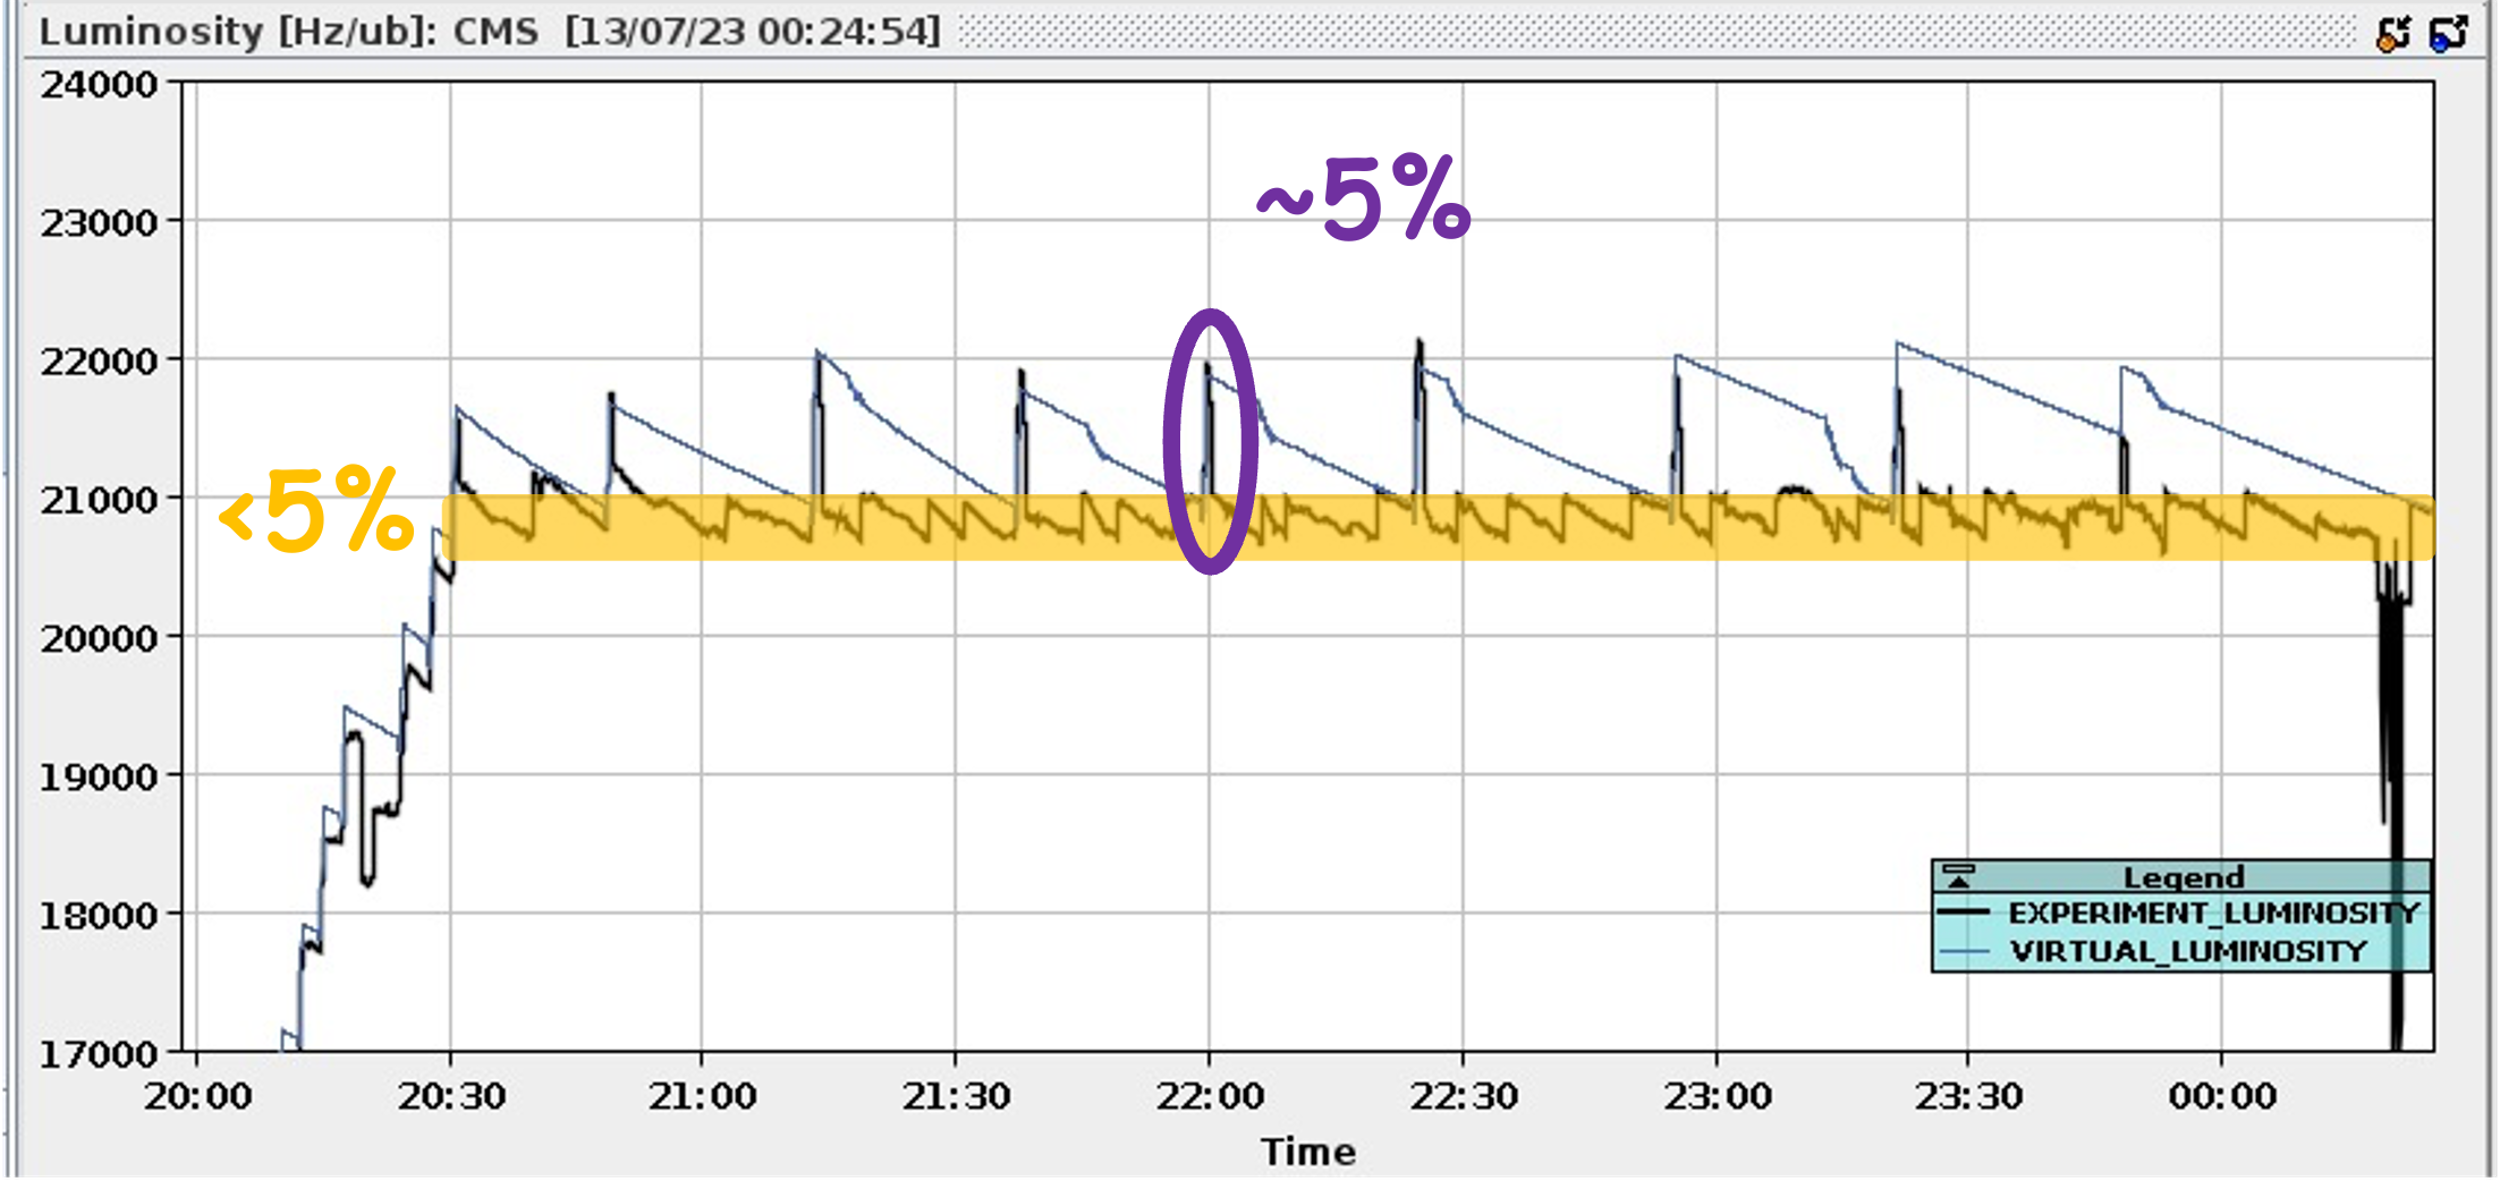 Luminosity [Hz/ub]: CMS [13/07/23 00:24:54]
24000
23000
22000
21000
20000
19000
18000
17000
~5%
<5%
Legend
EXPERIMENT_LUMINOSITY
VIRTUAL_LUMINOSITY
20:00 20:30 21:00 21:30 22:00 22:30 23:00 23:30 00:00
Time